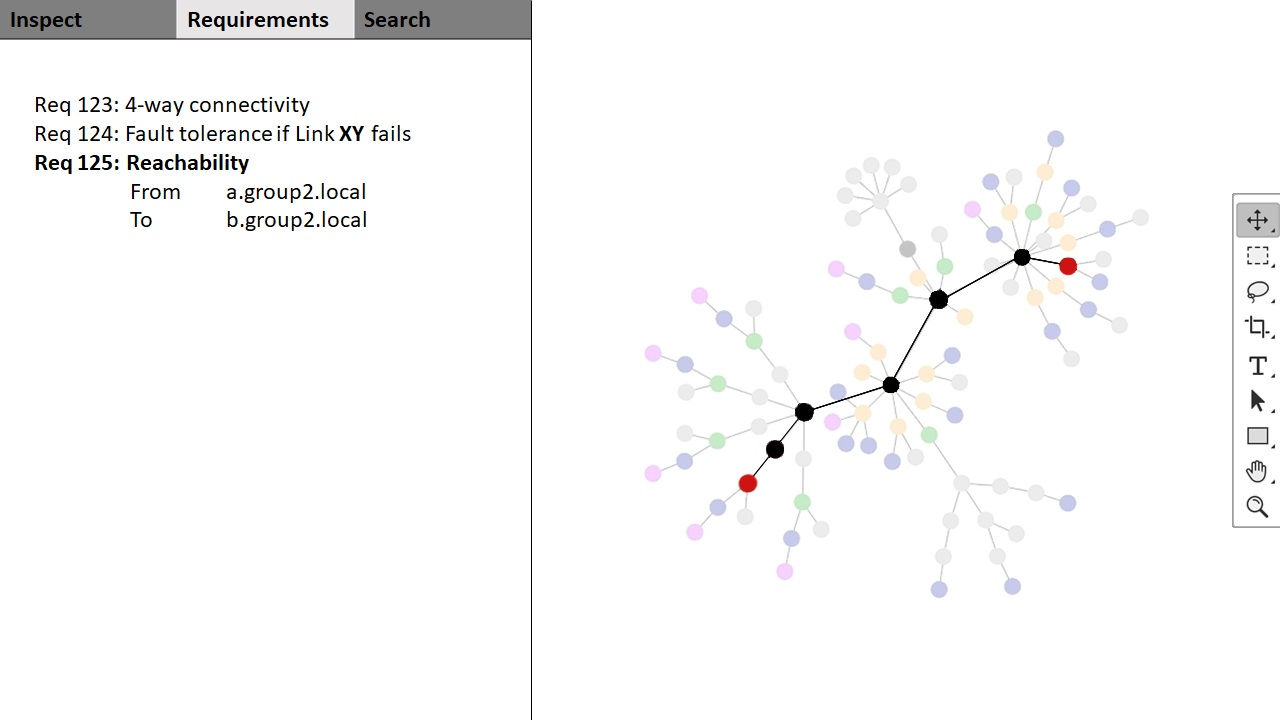 Inspect Requirements Search
Req 123: 4-way connectivity
Req 124: Fault tolerance if Link XY fails
Req 125: Reachability
From a.group2.local
To b.group2.local
T